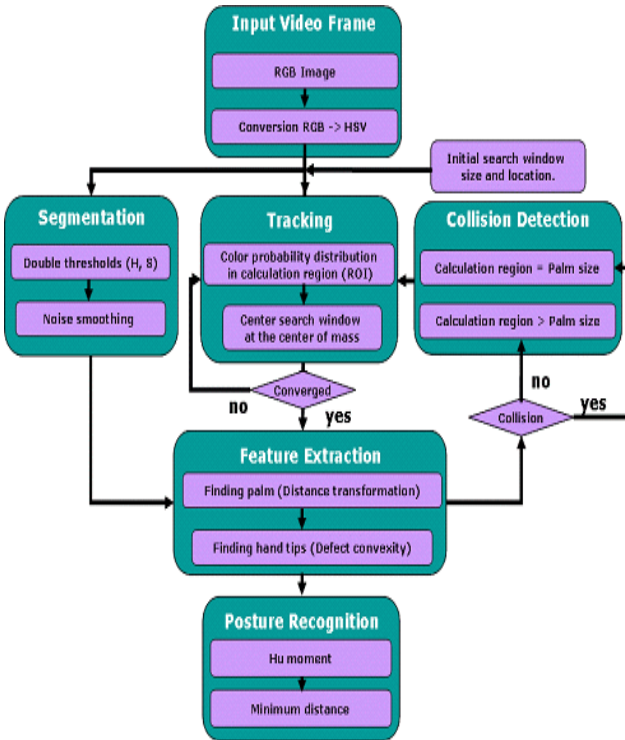 Input Video Frame
RGB Image
Conversion RGB -> HSV
Initial search window
size and location.
Segmentation
Double thresholds (H, S)
Noise smoothing
Tracking
Color probability distribution
in calculation region (ROI)
Center search window
at the center of mass
Converged
no
yes
Collision Detection
Calculation region = Palm size
Calculation region > Palm size
no
yes
Collision
Feature Extraction
Finding palm (Distance transformation)
Finding hand tips (Defect convexity)
Posture Recognition
Hu moment
Minimum distance